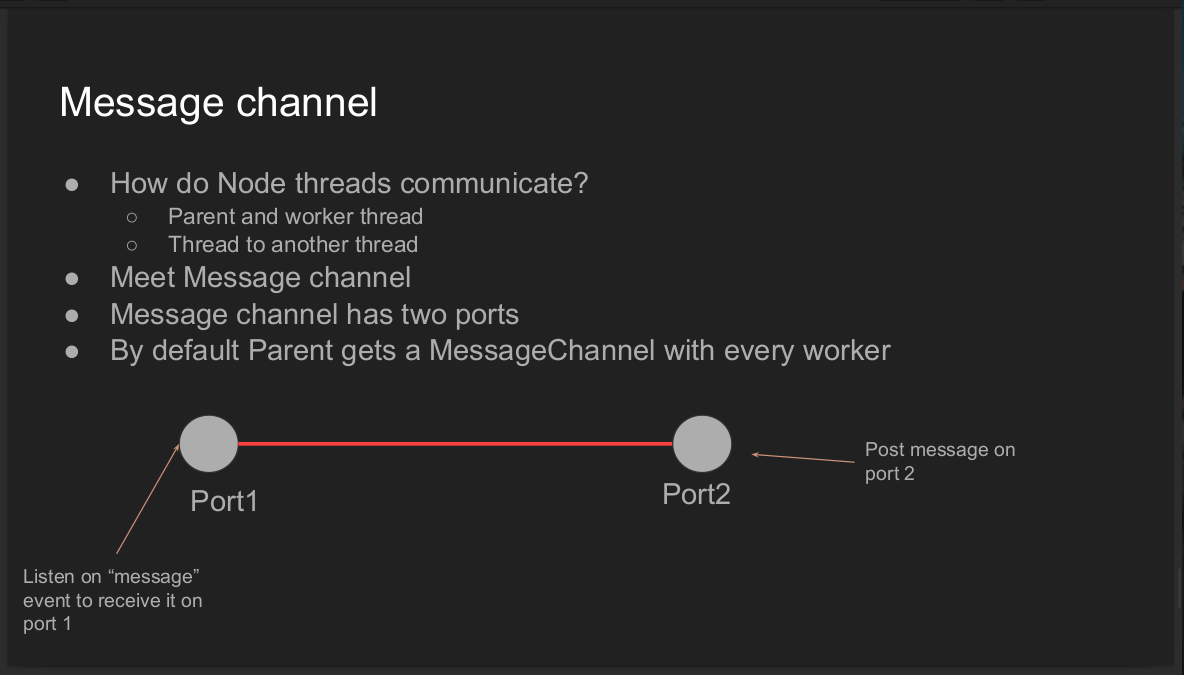 Message channel
● How do Node threads communicate?
○ Parent and worker thread
○ Thread to another thread
● Meet Message channel
● Message channel has two ports
● By default Parent gets a MessageChannel with every worker
Post message on
port 2
Port1
Port2
Listen on “message”
event to receive it on
port 1